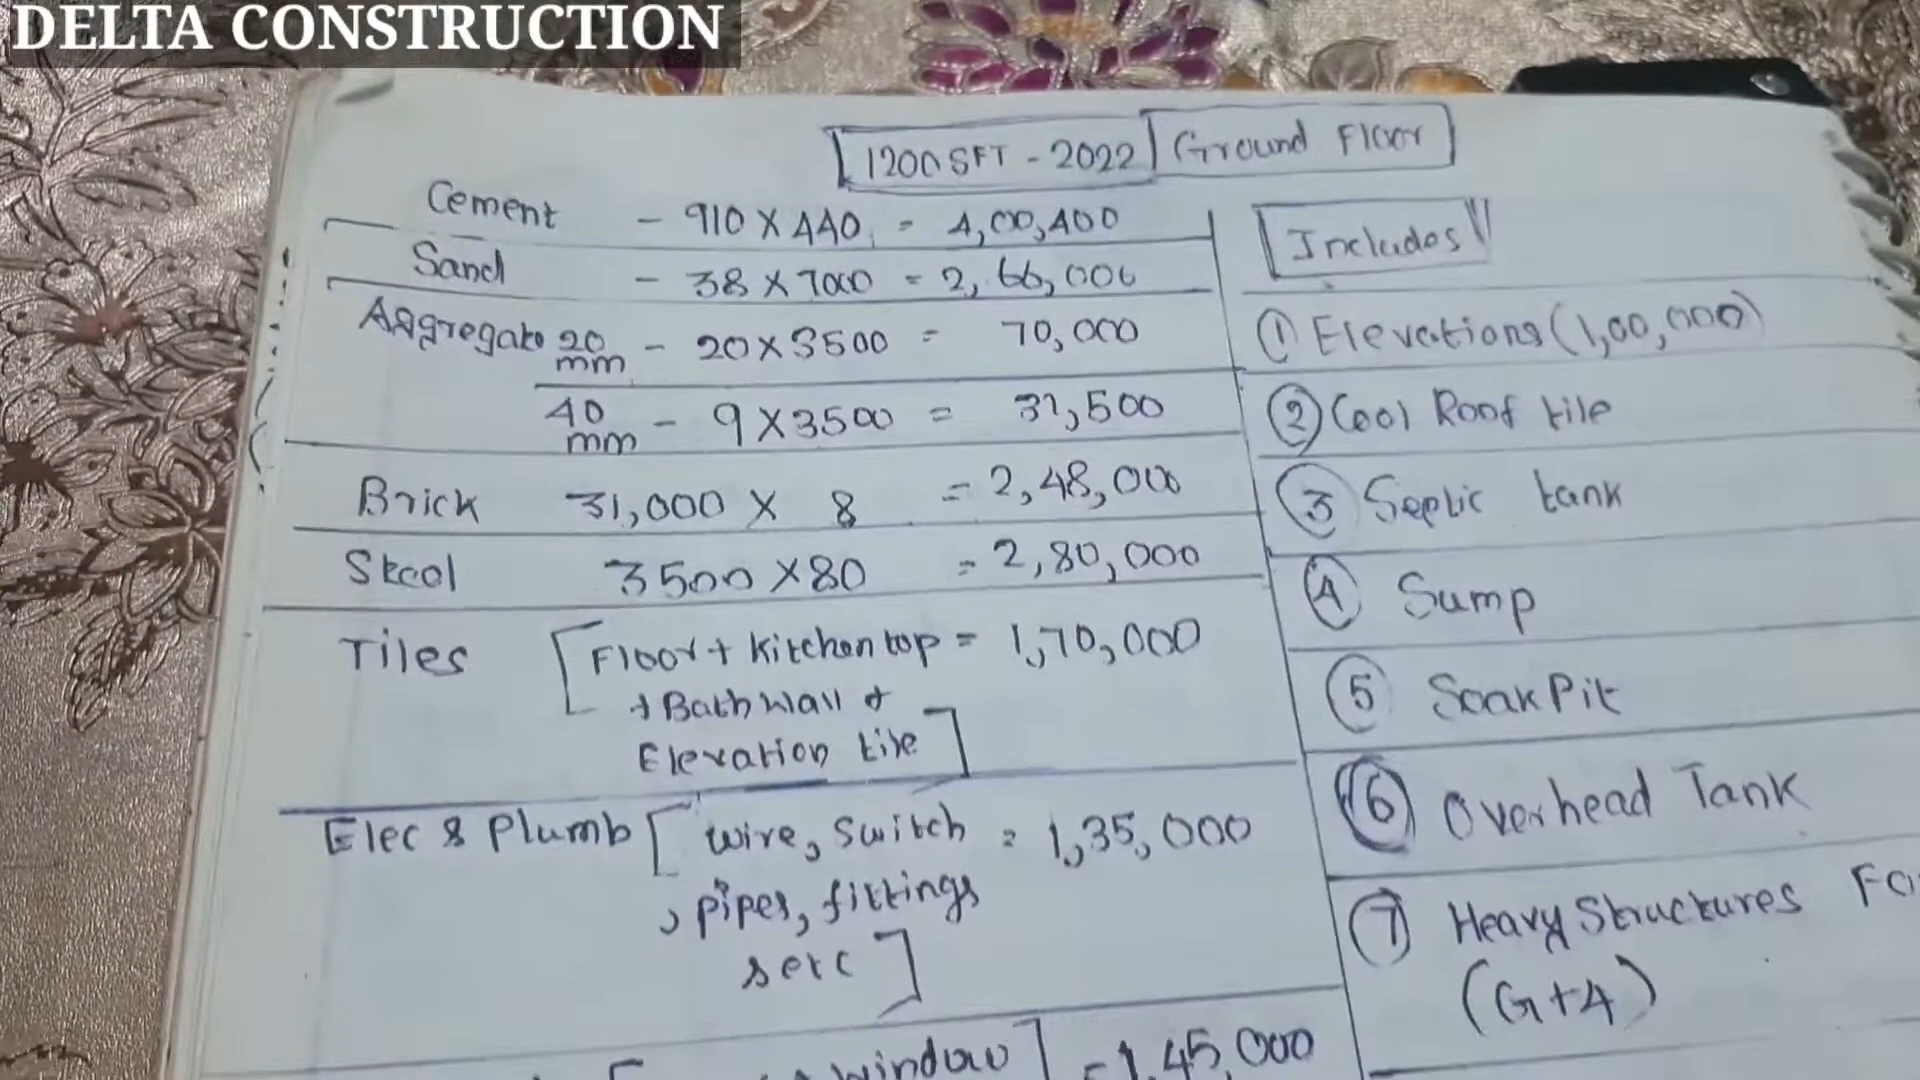 DELTA CONSTRUCTION
1200 SFT - 2022 Ground Floor
Cement - 910 X 440 = 4,00,400
Sand - 38 X 7000 = 2,66,000
Aggregate 20 mm - 20 X 3500 = 70,000
40 mm - 9 X 3500 = 31,500
Brick 31,000 X 8 = 2,48,000
Steel 3500 X 80 = 2,80,000
Tiles [Floor + Kitchen top = 1,70,000
+ Bath Wall +
Elevation tile]
Elec & Plumb [wire, switch = 1,35,000
, pipes, fittings
, etc]
window] = 1,45,000
Includes
① Elevations (1,00,000)
② Cool Roof tile
③ Septic tank
④ Sump
⑤ Soak Pit
⑥ Overhead Tank
⑦ Heavy Structures
(G+4)